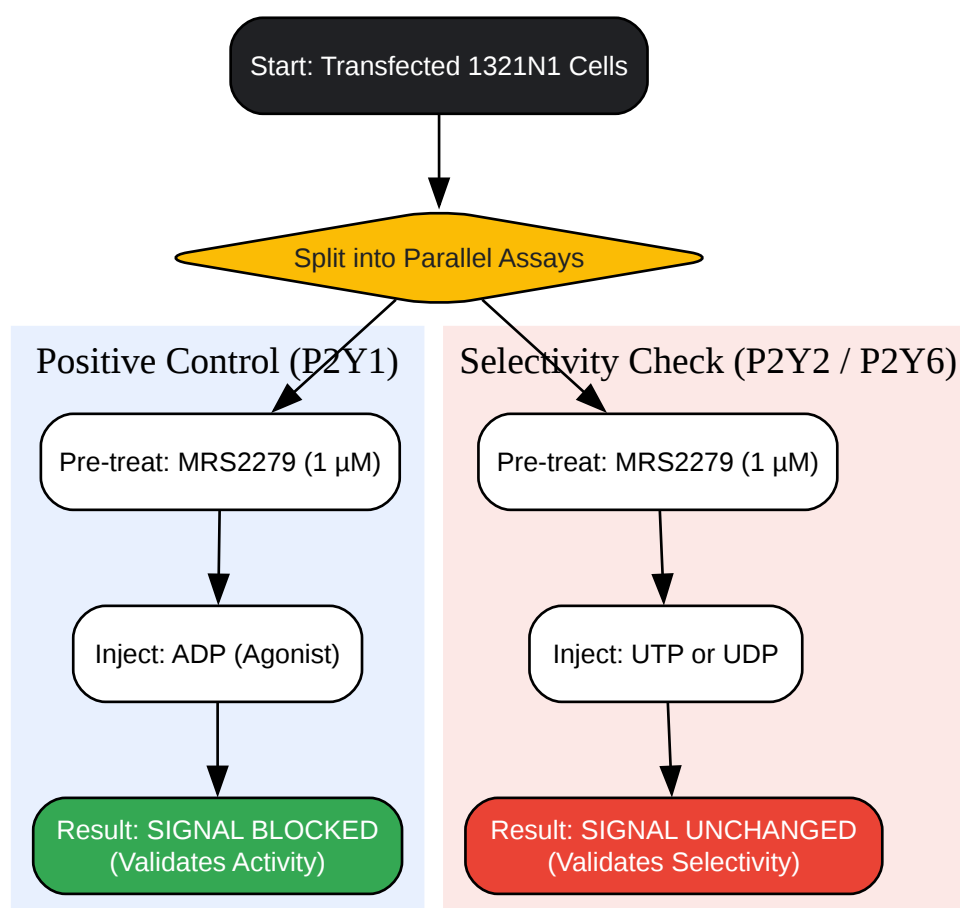 Start: Transfected 1321N1 Cells
Split into Parallel Assays
Positive Control (P2Y1)
Pre-treat: MRS2279 (1 µM)
Inject: ADP (Agonist)
Result: SIGNAL BLOCKED
(Validates Activity)
Selectivity Check (P2Y2 / P2Y6)
Pre-treat: MRS2279 (1 µM)
Inject: UTP or UDP
Result: SIGNAL UNCHANGED
(Validates Selectivity)